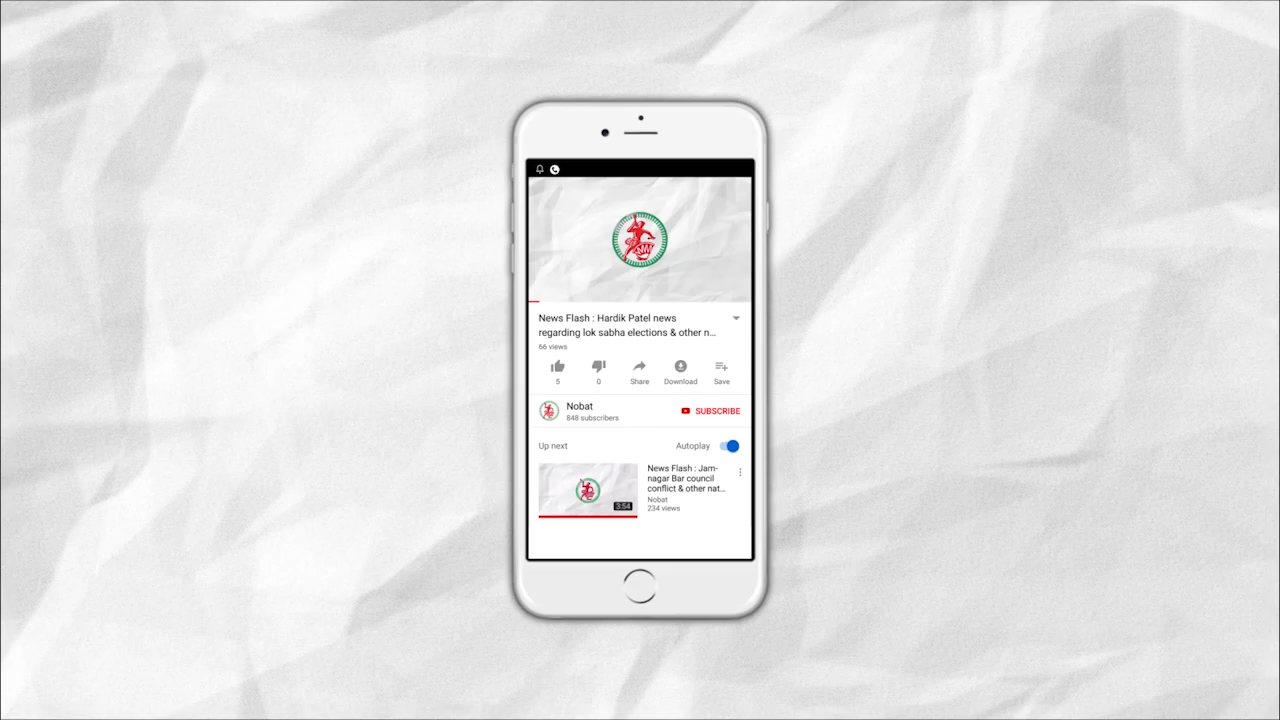 News Flash : Hardik Patel news
regarding lok sabha elections & other n...
66 views
5
0
Share
Download
Save
Nobat
848 subscribers
SUBSCRIBE
Up next
Autoplay
3:54
News Flash : Jam-
nagar Bar council
conflict & other nat...
Nobat
234 views